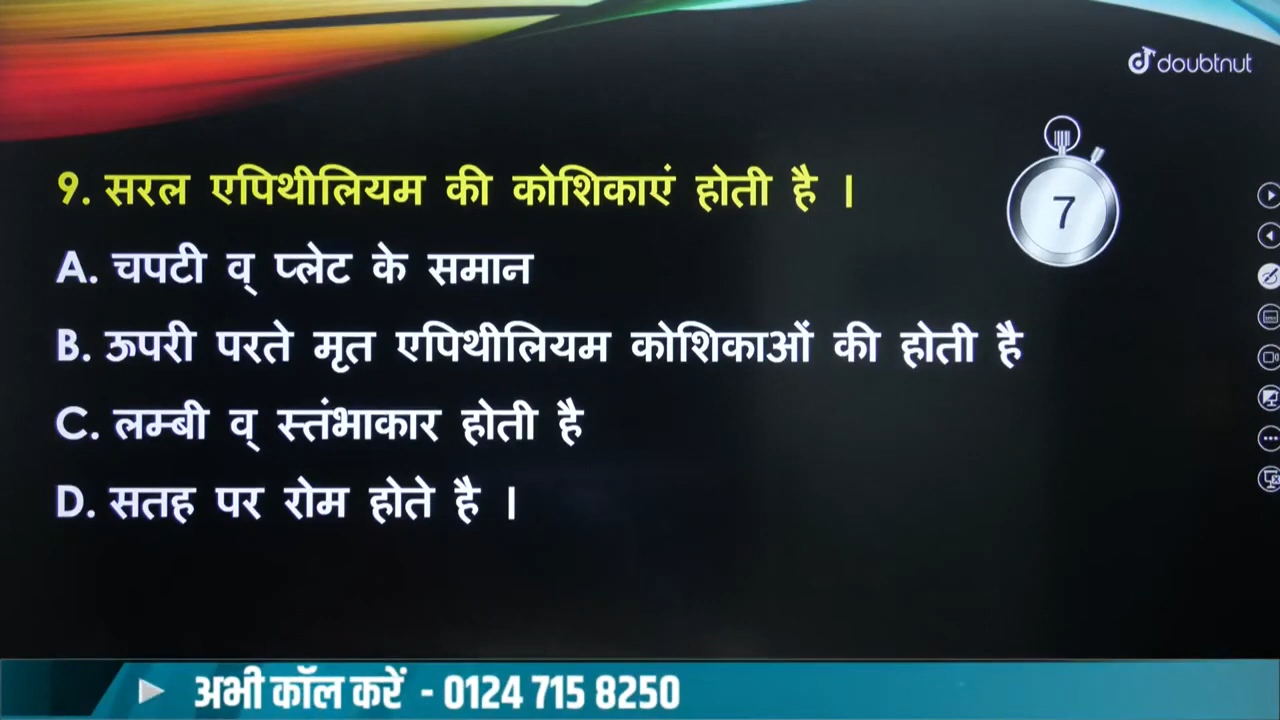 doubtnut
9. सरल एपिथीलियम की कोशिकाएं होती है ।
7
A. चपटी व् प्लेट के समान
B. ऊपरी परते मृत एपिथीलियम कोशिकाओं की होती है
C. लम्बी व् स्तंभाकार होती है
D. सतह पर रोम होते है ।
अभी कॉल करें - 0124 715 8250